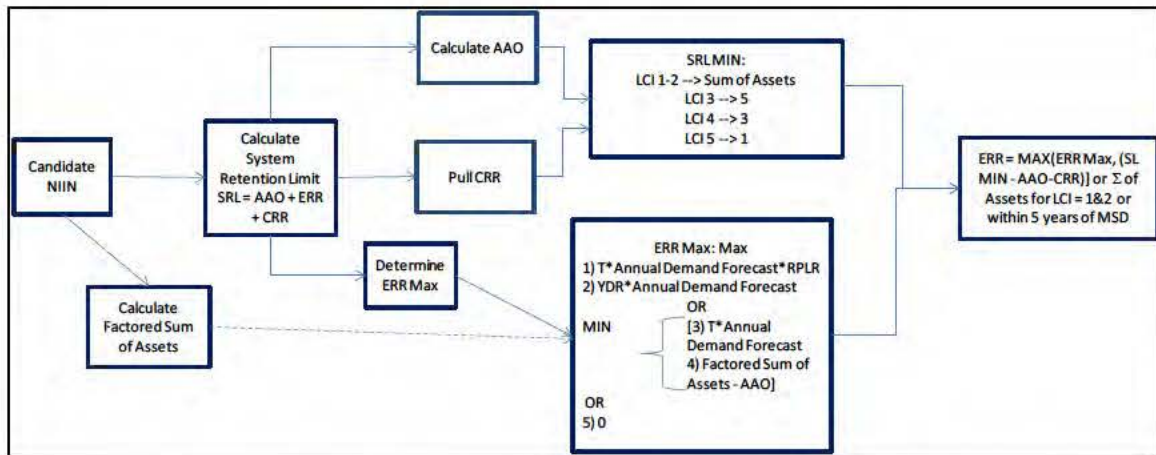 Calculate AAO
SRL MIN:
LCI 1-2 --> Sum of Assets
LCI 3 --> 5
LCI 4 --> 3
LCI 5 --> 1
Candidate
NIIN
Calculate
System
Retention Limit
SRL = AAO + ERR
+ CRR
Pull CRR
ERR = MAX(ERR Max, (SL
MIN - AAO-CRR)] or Σ of
Assets for LCI = 1&2 or
within 5 years of MSD
Determine
ERR Max
Calculate
Factored Sum
of Assets
ERR Max: Max
1) T*Annual Demand Forecast*RPLR
2) YDR*Annual Demand Forecast
OR
MIN
[3) T*Annual
Demand Forecast
4) Factored Sum of
Assets - AAO]
OR
5) 0